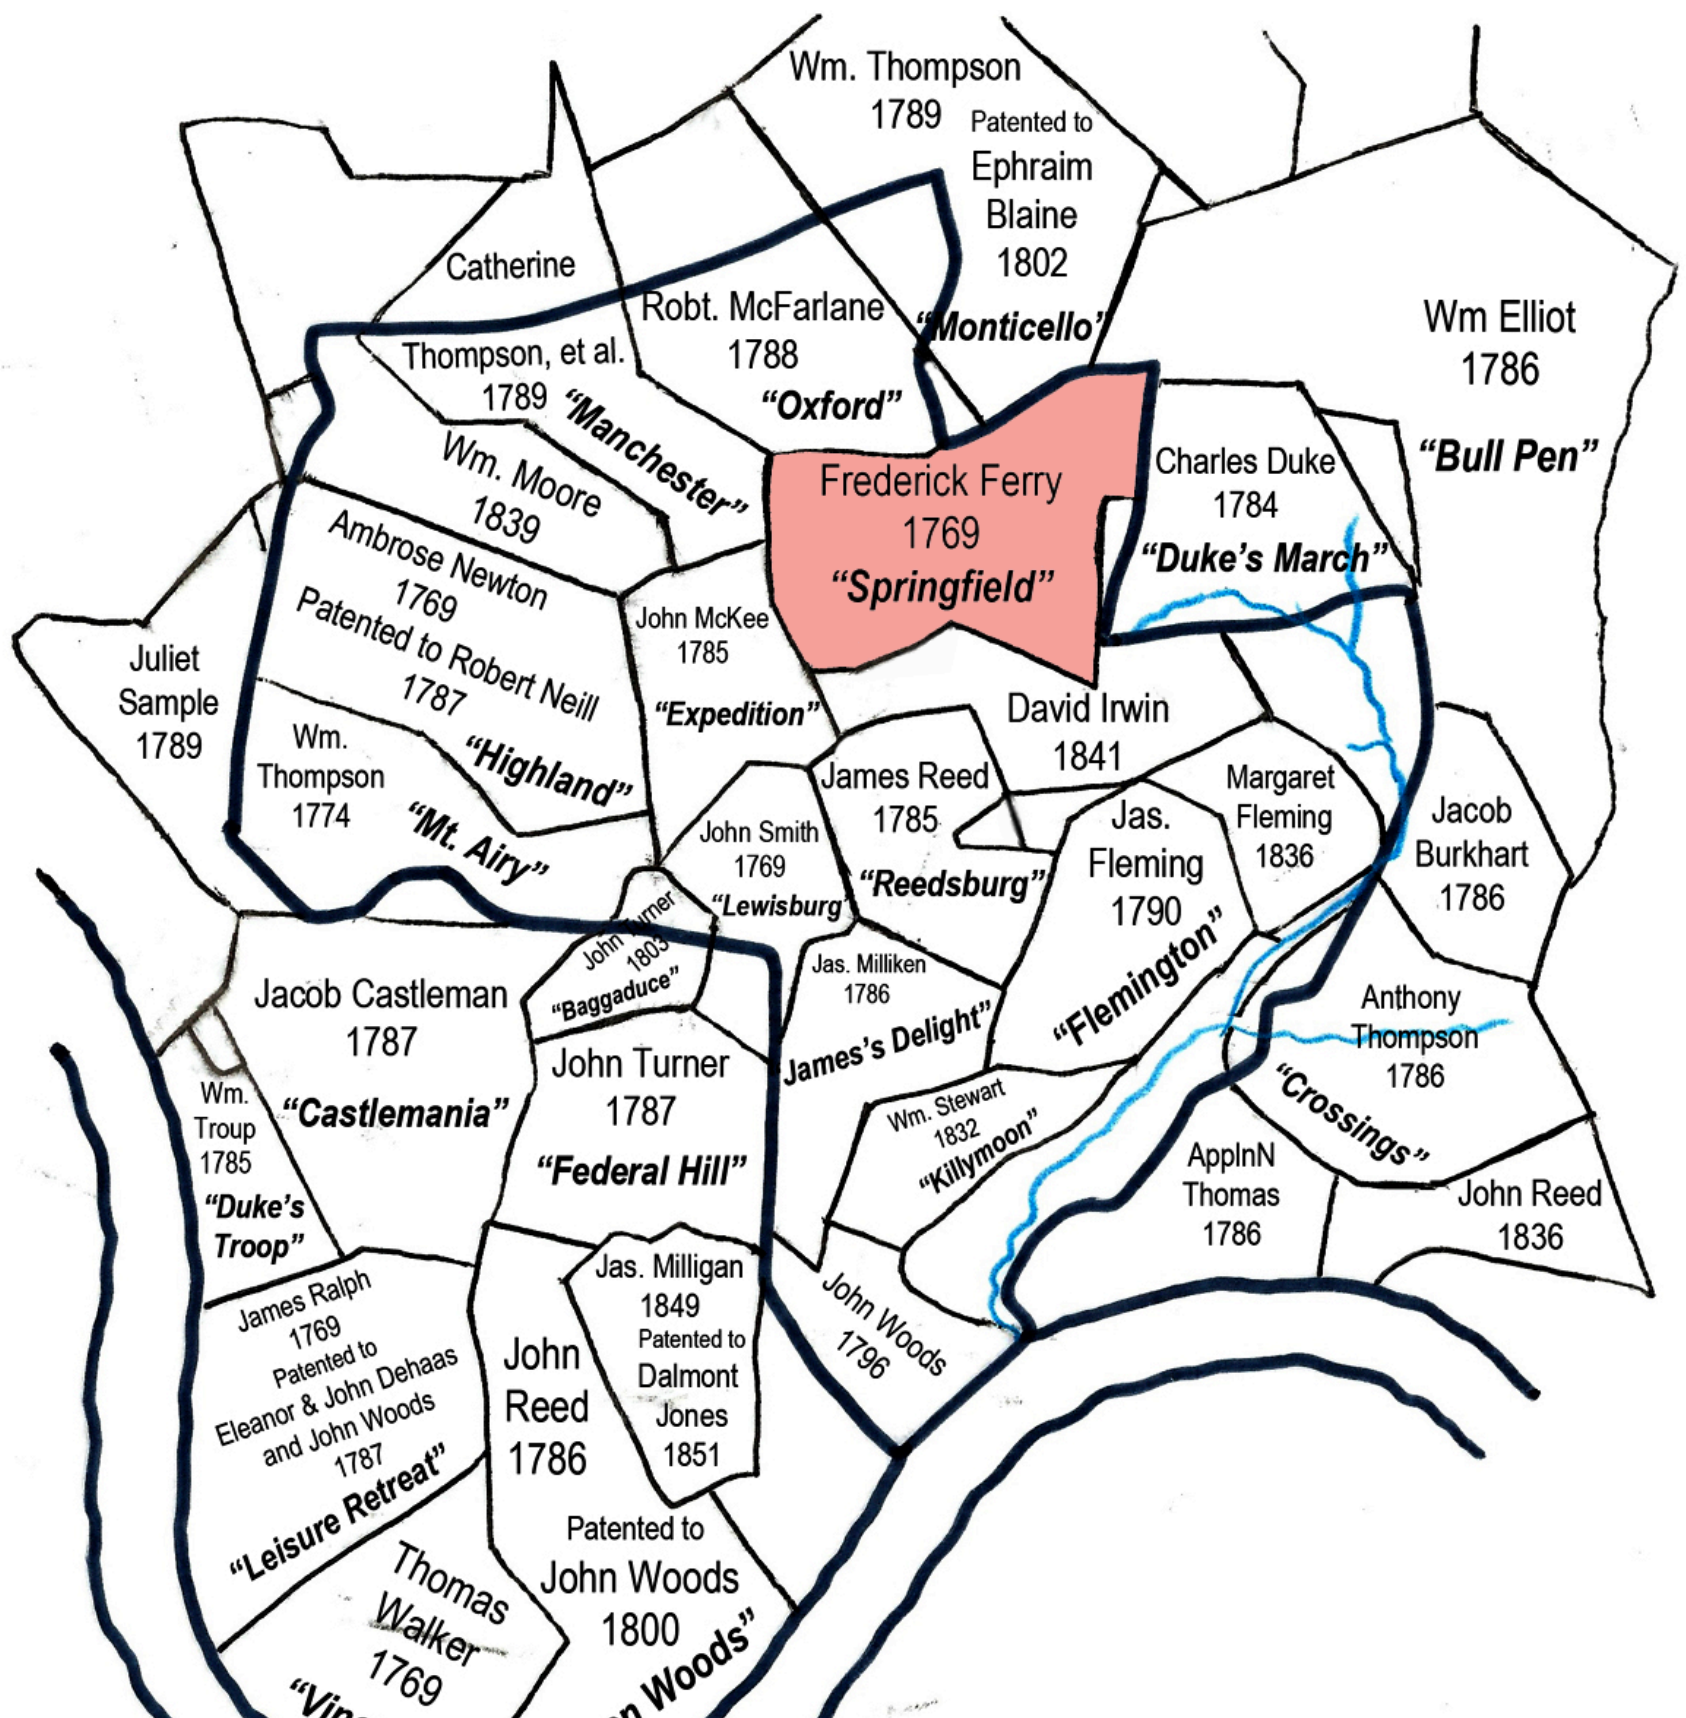 Wm. Thompson
1789
Patented to
Ephraim
Blaine
1802
“Monticello”
Catherine
Thompson, et al.
1789
“Manchester”
Robt. McFarlane
1788
“Oxford”
Wm Elliot
1786
“Bull Pen”
Wm. Moore
1839
Frederick Ferry
1769
“Springfield”
Charles Duke
1784
“Duke’s March”
Ambrose Newton
1769
Patented to Robert Neill
1787
“Highland”
John McKee
1785
“Expedition”
Juliet
Sample
1789
Wm.
Thompson
1774
“Mt. Airy”
David Irwin
1841
James Reed
1785
“Reedsburg”
John Smith
1769
“Lewisburg”
Jas.
Fleming
1790
“Flemington”
Margaret
Fleming
1836
Jacob
Burkhart
1786
John Turner
1803
“Baggaduce”
Jacob Castleman
1787
“Castlemania”
Jas. Milliken
1786
James’s Delight”
Anthony
Thompson
1786
“Crossings”
John Turner
1787
“Federal Hill”
Wm.
Troup
1785
“Duke’s
Troop”
Wm. Stewart
1832
“Killymoon”
ApplnN
Thomas
1786
John Reed
1836
James Ralph
1769
Patented to
Eleanor & John Dehaas
and John Woods
1787
“Leisure Retreat”
Jas. Milligan
1849
Patented to
Dalmont
Jones
1851
John Woods
1796
John
Reed
1786
Patented to
John Woods
1800
Woods”
Thomas
Walker
1769